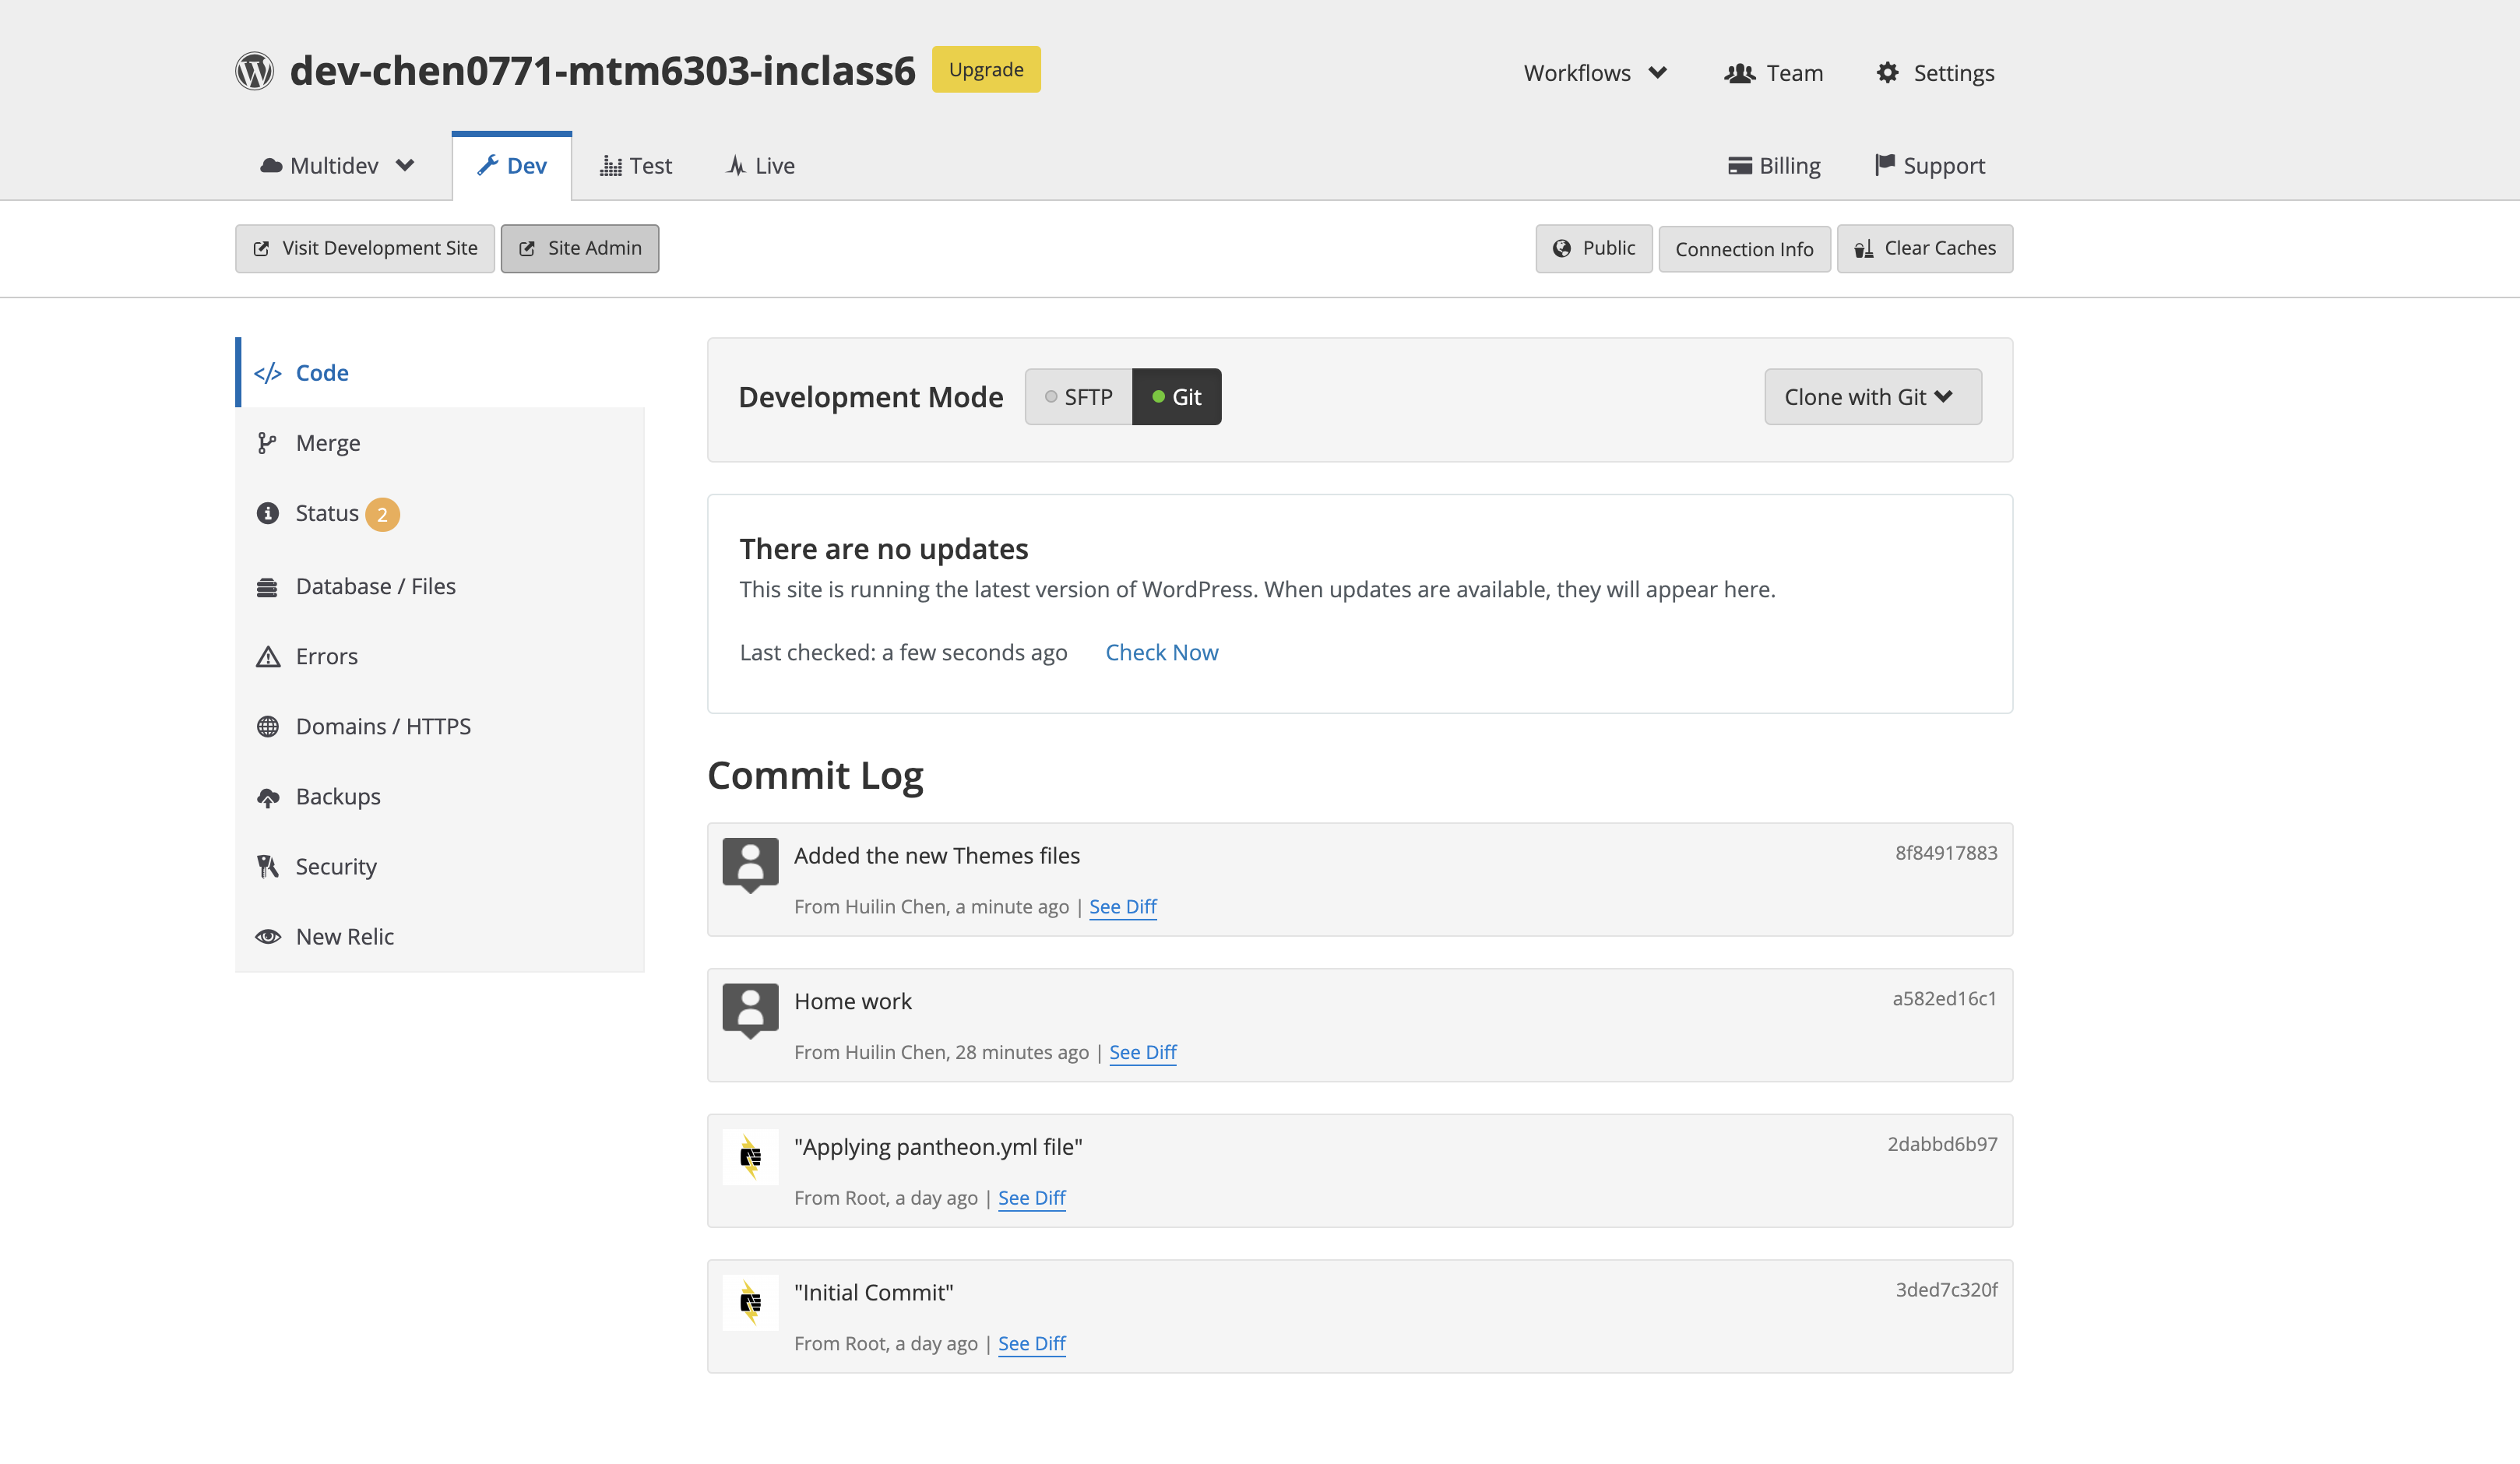 dev-chen0771-mtm6303-inclass6 Upgrade
Workflows Team Settings
Multidev Dev Test Live
Billing Support
Visit Development Site Site Admin
Public Connection Info Clear Caches
</> Code
Merge
Status 2
Database / Files
Errors
Domains / HTTPS
Backups
Security
New Relic
Development Mode SFTP Git
Clone with Git
There are no updates
This site is running the latest version of WordPress. When updates are available, they will appear here.
Last checked: a few seconds ago Check Now
Commit Log
Added the new Themes files 8f84917883
From Huilin Chen, a minute ago | See Diff
Home work a582ed16c1
From Huilin Chen, 28 minutes ago | See Diff
"Applying pantheon.yml file" 2dabbd6b97
From Root, a day ago | See Diff
"Initial Commit" 3ded7c320f
From Root, a day ago | See Diff